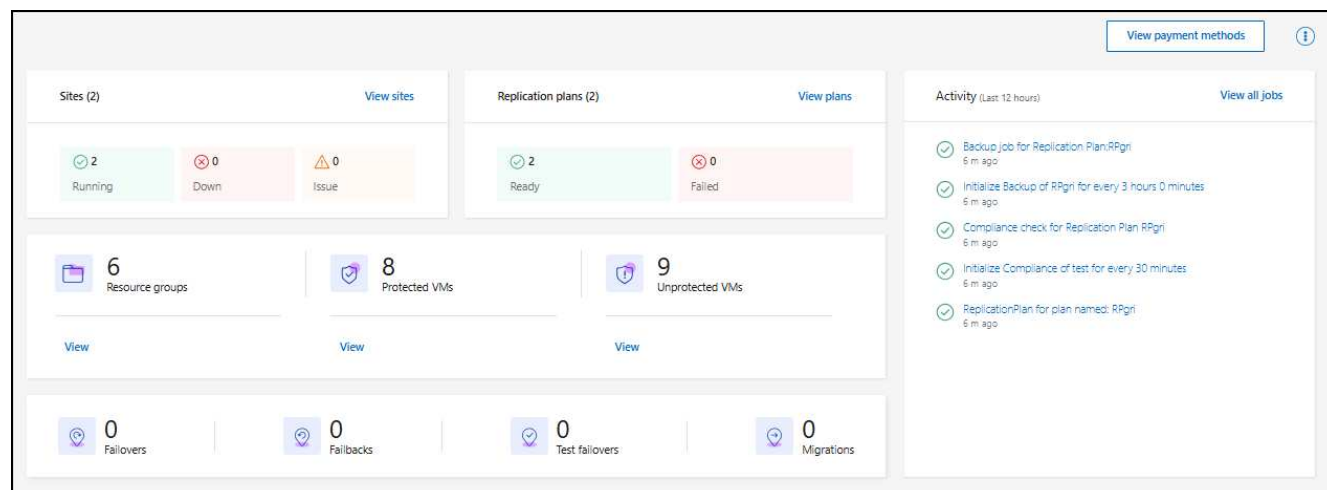 View payment methods
Sites (2)
View sites
2
Running
0
Down
0
Issue
Replication plans (2)
View plans
2
Ready
0
Failed
6
Resource groups
View
8
Protected VMs
View
9
Unprotected VMs
View
0
Failovers
0
Failbacks
0
Test failovers
0
Migrations
Activity (Last 12 hours)
View all jobs
Backup job for Replication Plan:RPgri
6 m ago
Initialize Backup of RPgri for every 3 hours 0 minutes
6 m ago
Compliance check for Replication Plan RPgri
6 m ago
Initialize Compliance of test for every 30 minutes
6 m ago
ReplicationPlan for plan named: RPgri
6 m ago